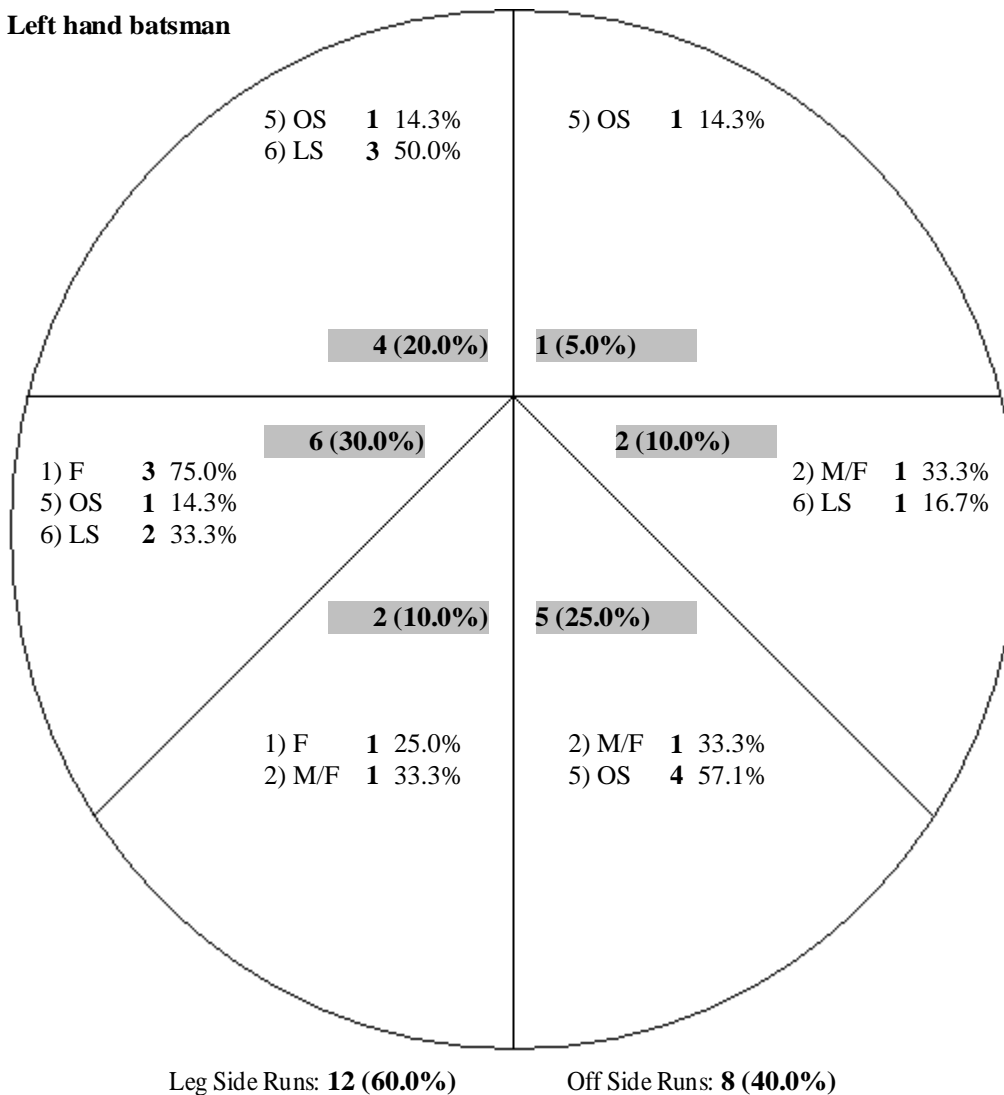 Left hand batsman
5) OS 1 14.3%
6) LS 3 50.0%
5) OS 1 14.3%
4 (20.0%)
1 (5.0%)
6 (30.0%)
2 (10.0%)
1) F 3 75.0%
5) OS 1 14.3%
6) LS 2 33.3%
2) M/F 1 33.3%
6) LS 1 16.7%
2 (10.0%)
5 (25.0%)
1) F 1 25.0%
2) M/F 1 33.3%
2) M/F 1 33.3%
5) OS 4 57.1%
Leg Side Runs: 12 (60.0%)
Off Side Runs: 8 (40.0%)